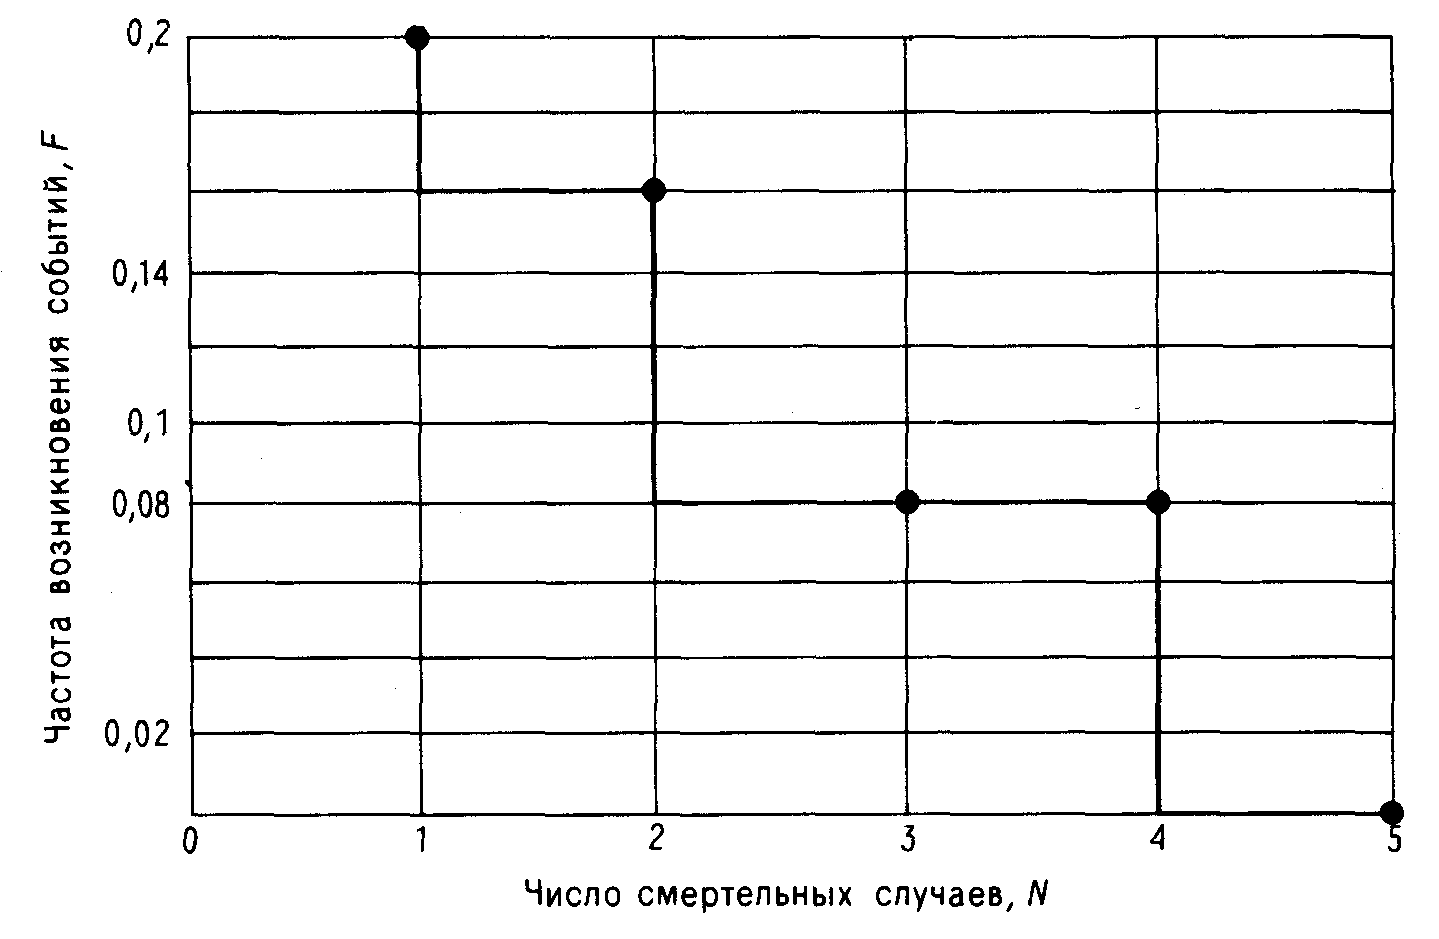 0,2
0,14
0,1
0,08
0,02
Частота возникновения событий, F
0 1 2 3 4 5
Число смертельных случаев, N